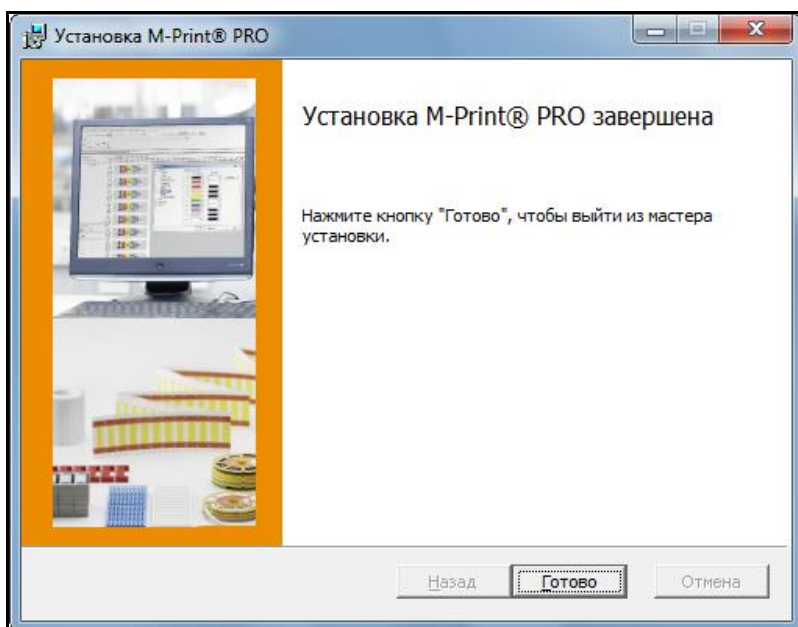 Установка M-Print® PRO
Установка M-Print® PRO завершена
Нажмите кнопку "Готово", чтобы выйти из мастера
установки.
Назад
Готово
Отмена